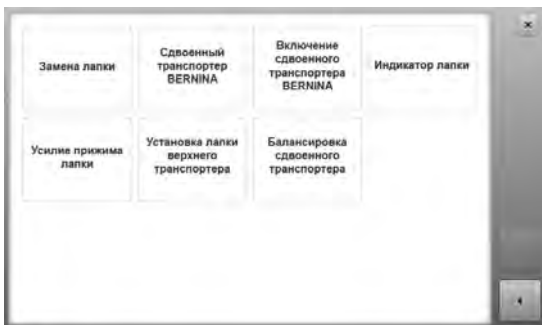 Замена лапки
Сдвоенный
транспортер
BERNINA
Включение
сдвоенного
транспортера
BERNINA
Индикатор лапки
Усилие прижима
лапки
Установка лапки
верхнего
транспортера
Балансировка
сдвоенного
транспортера